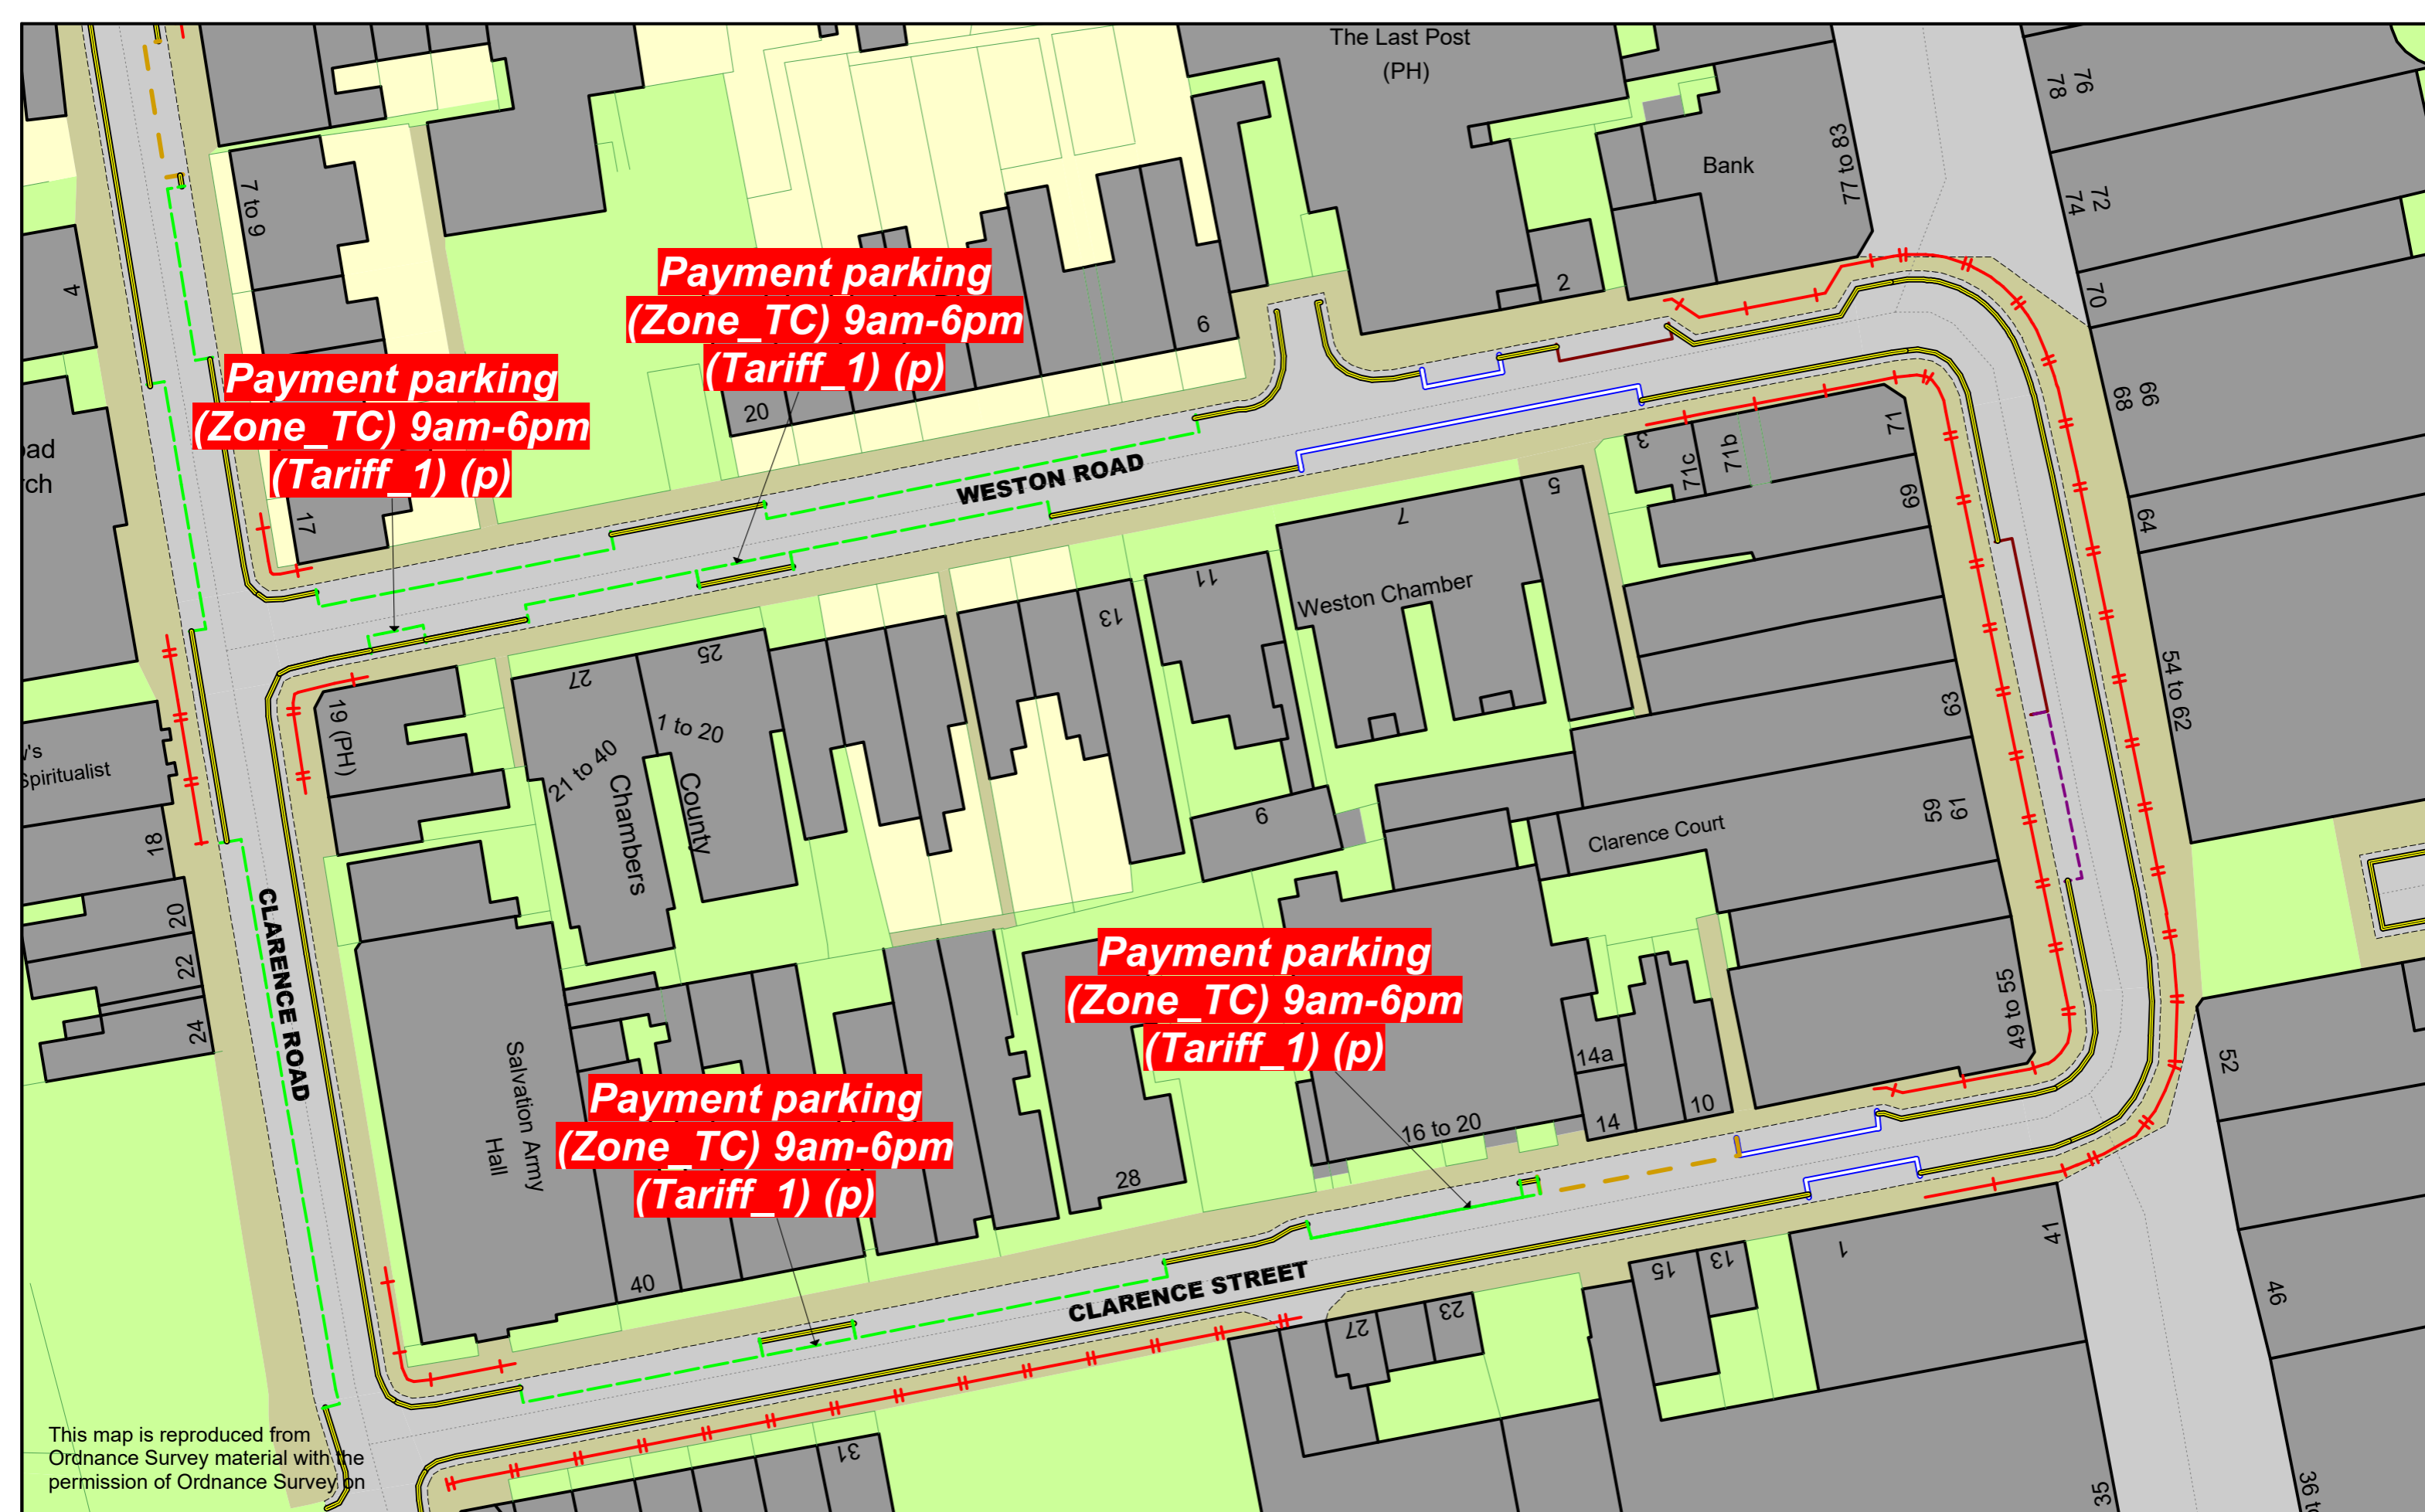 The Last Post
(PH)
76
78
77 to 83
Bank
7 to 9
72
74
4
Payment parking
(Zone_TC) 9am-6pm
(Tariff_1) (p)
2
70
6
Payment parking
(Zone_TC) 9am-6pm
(Tariff_1) (p)
20
66
68
71
3
71c
71b
WESTON ROAD
69
64
17
7
5
Weston Chamber
11
13
54 to 62
25
27
63
19 (PH)
1 to 20
21 to 40
County
Chambers
Spiritualist
18
9
Clarence Court
59
61
CLARENCE ROAD
20
22
24
Payment parking
(Zone_TC) 9am-6pm
(Tariff_1) (p)
49 to 55
52
14a
Salvation Army
Hall
Payment parking
(Zone_TC) 9am-6pm
(Tariff_1) (p)
10
14
16 to 20
28
40
CLARENCE STREET
41
1
13
15
23
27
46
This map is reproduced from
Ordnance Survey material with the
permission of Ordnance Survey on
31
35